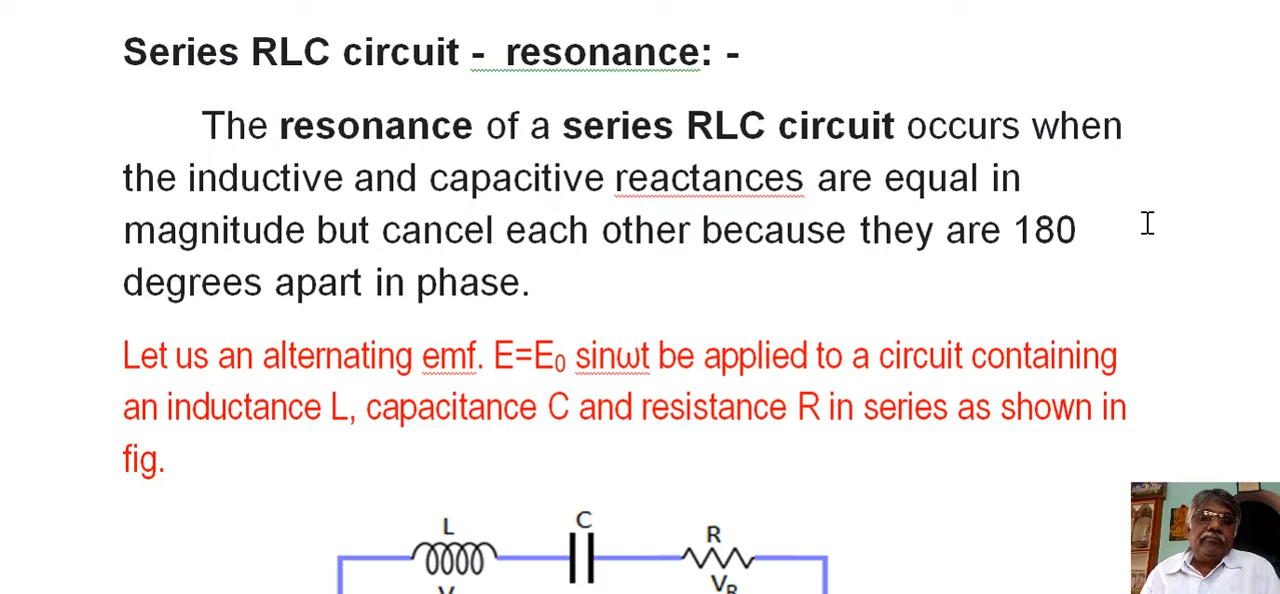 Series RLC circuit - resonance: -
The resonance of a series RLC circuit occurs when
the inductive and capacitive reactances are equal in
magnitude but cancel each other because they are 180
degrees apart in phase.
Let us an alternating emf. E=E₀ sinωt be applied to a circuit containing
an inductance L, capacitance C and resistance R in series as shown in
fig.
L C R
V_R